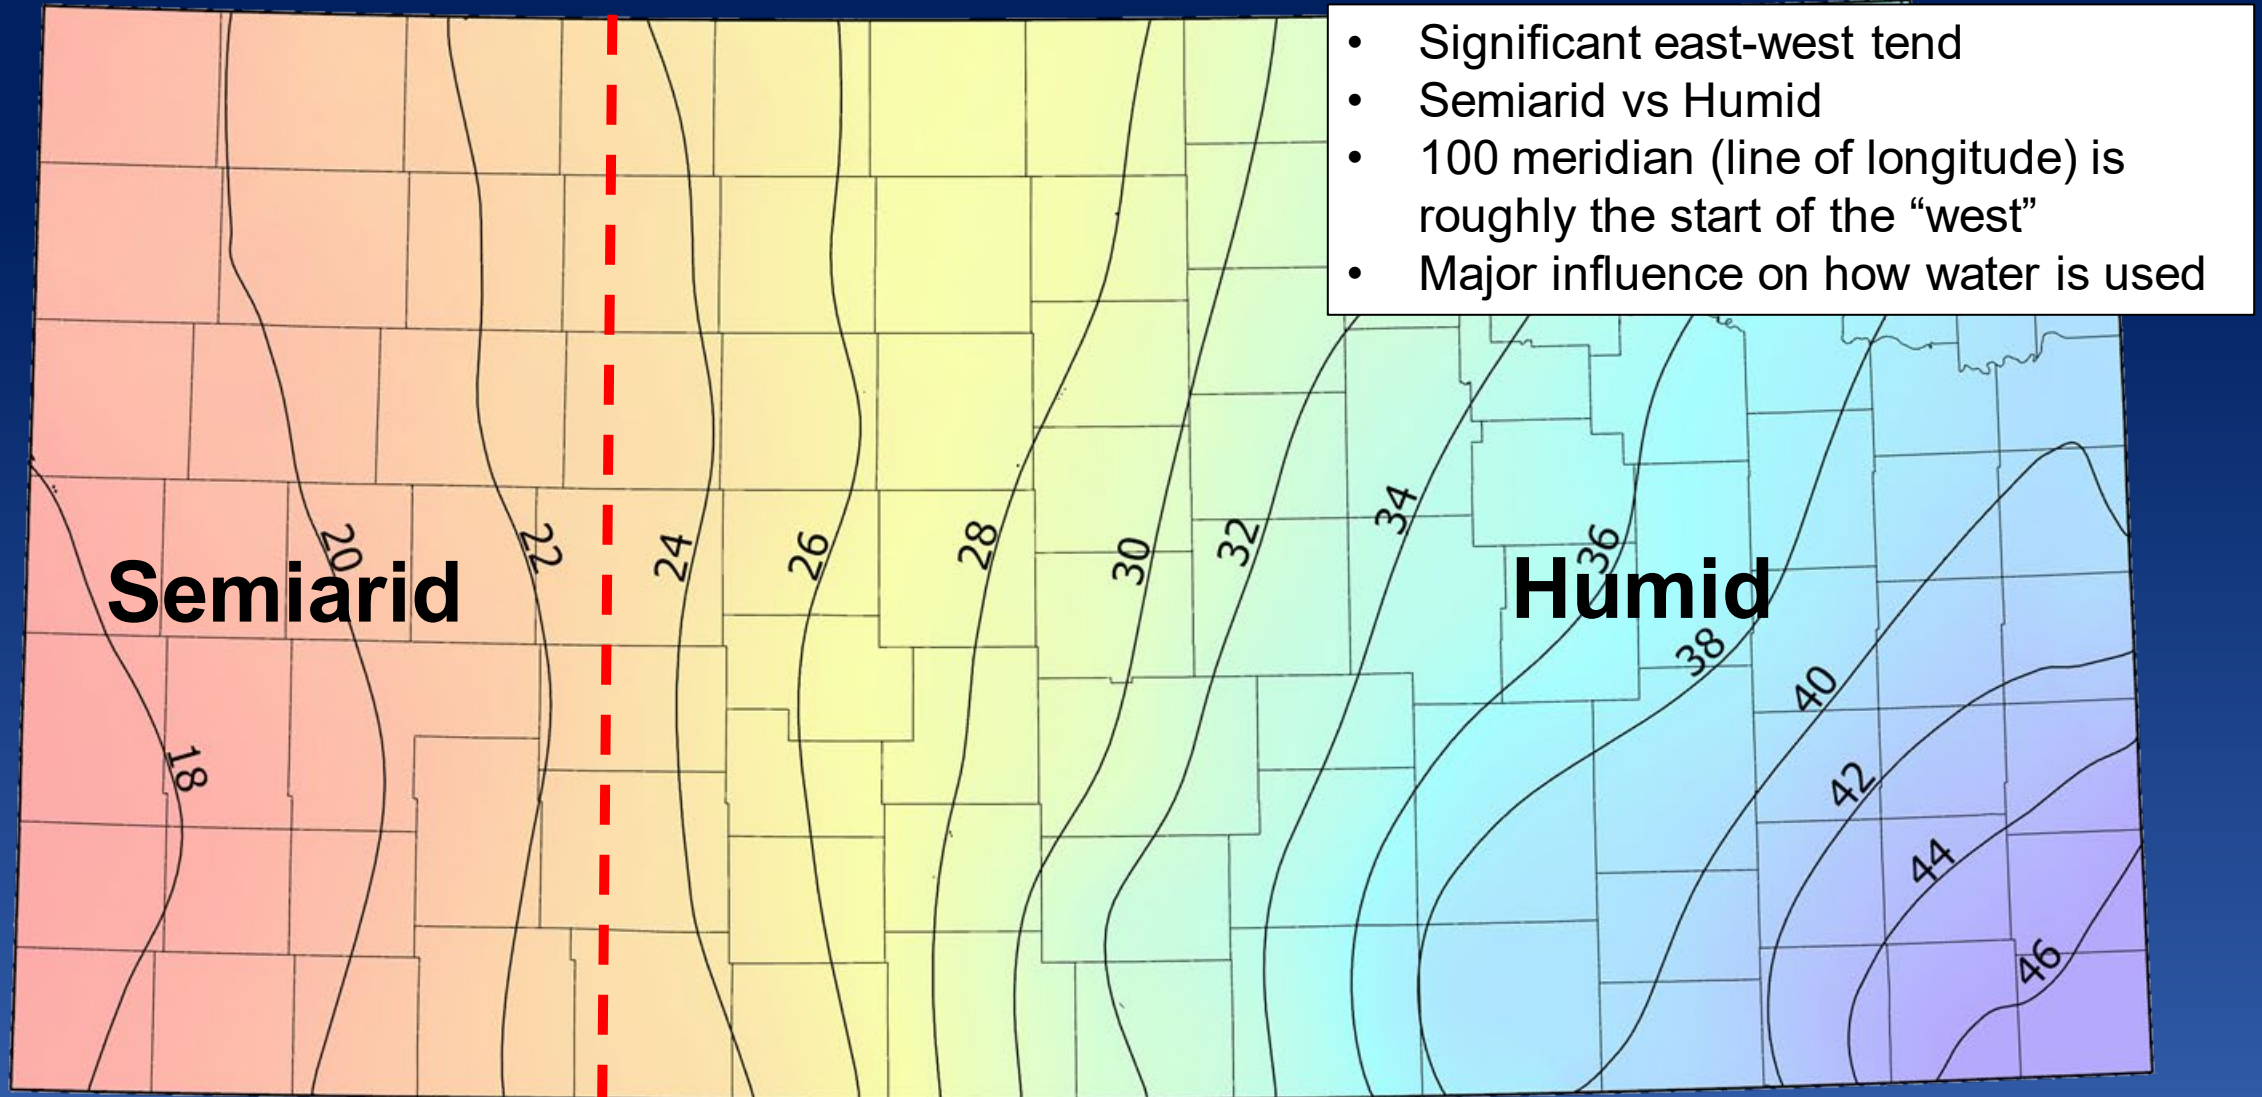 • Significant east-west tend
• Semiarid vs Humid
• 100 meridian (line of longitude) is
roughly the start of the “west”
• Major influence on how water is used
Semiarid
Humid
18
20
22
24
26
28
30
32
34
36
38
40
42
44
46